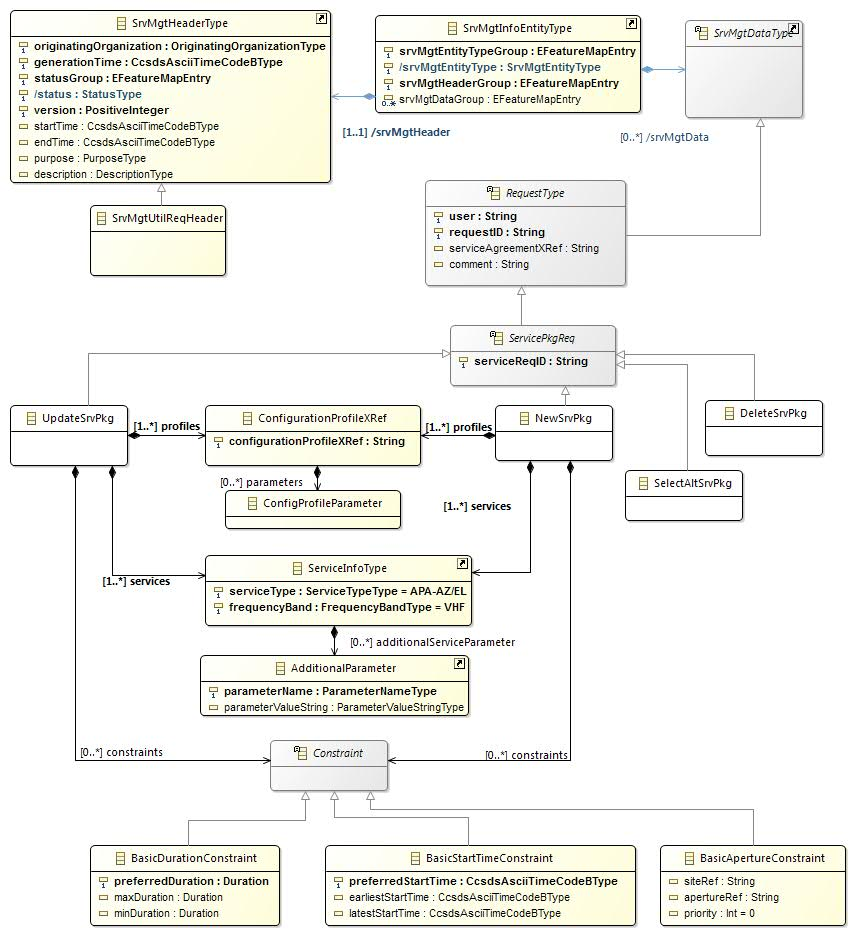 SrvMgtHeaderType
originatingOrganization : OriginatingOrganizationType
generationTime : CcsdsAsciiTimeCodeBType
statusGroup : EFeatureMapEntry
/status : StatusType
version : PositiveInteger
startTime : CcsdsAsciiTimeCodeBType
endTime : CcsdsAsciiTimeCodeBType
purpose : PurposeType
description : DescriptionType
SrvMgtInfoEntityType
srvMgtEntityTypeGroup : EFeatureMapEntry
/srvMgtEntityType : SrvMgtEntityType
srvMgtHeaderGroup : EFeatureMapEntry
0..* srvMgtDataGroup : EFeatureMapEntry
SrvMgtDataType
[1..1] /srvMgtHeader
[0..*] /srvMgtData
SrvMgtUtilReqHeader
RequestType
user : String
requestID : String
serviceAgreementXRef : String
comment : String
ServicePkgReq
serviceReqID : String
UpdateSrvPkg
[1..*] profiles
ConfigurationProfileXRef
configurationProfileXRef : String
[1..*] profiles
NewSrvPkg
DeleteSrvPkg
SelectAltSrvPkg
[0..*] parameters
ConfigProfileParameter
[1..*] services
[1..*] services
ServiceInfoType
serviceType : ServiceTypeType = APA-AZ/EL
frequencyBand : FrequencyBandType = VHF
[0..*] additionalServiceParameter
AdditionalParameter
parameterName : ParameterNameType
parameterValueString : ParameterValueStringType
[0..*] constraints
Constraint
[0..*] constraints
BasicDurationConstraint
preferredDuration : Duration
maxDuration : Duration
minDuration : Duration
BasicStartTimeConstraint
preferredStartTime : CcsdsAsciiTimeCodeBType
earliestStartTime : CcsdsAsciiTimeCodeBType
latestStartTime : CcsdsAsciiTimeCodeBType
BasicApertureConstraint
siteRef : String
apertureRef : String
priority : Int = 0